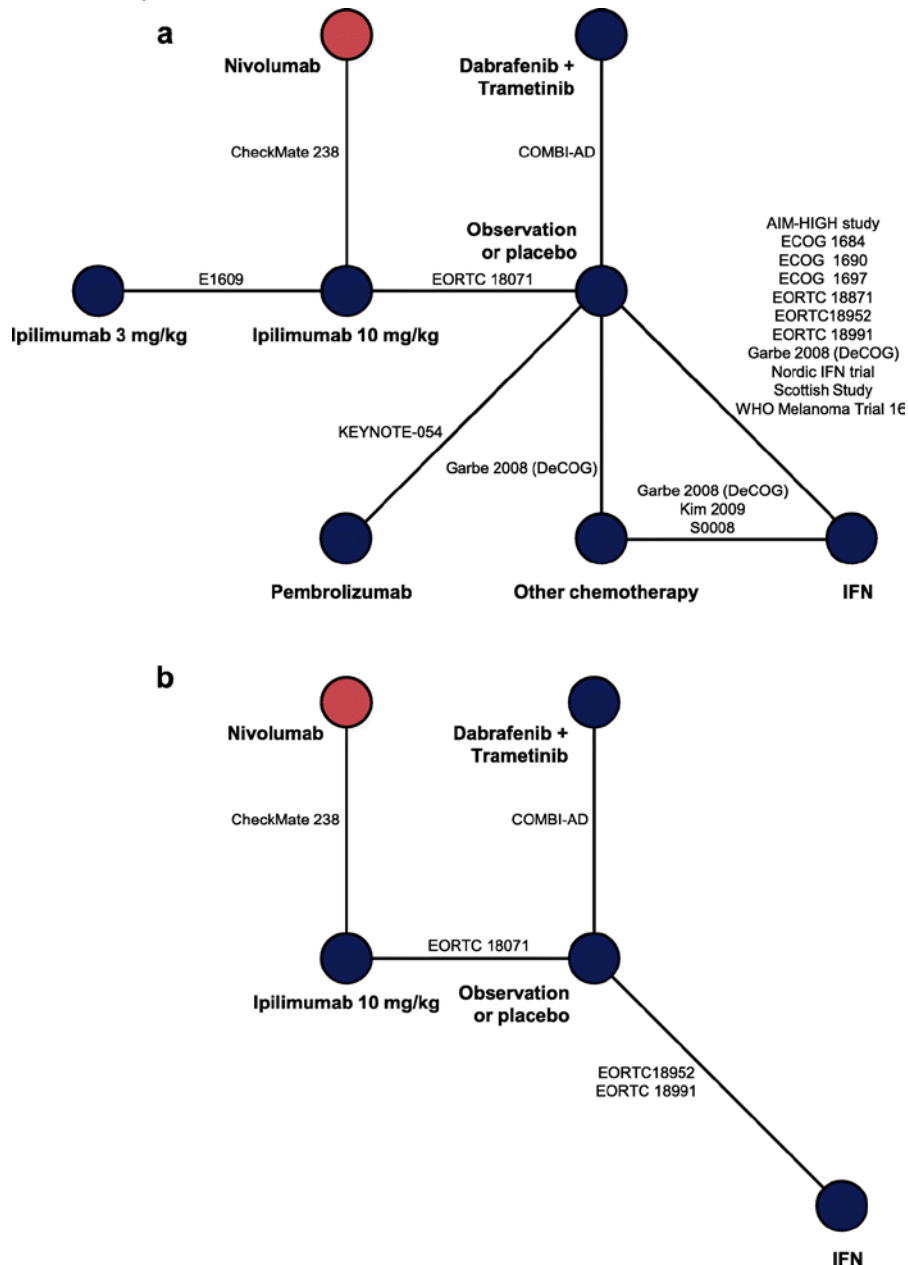 a
Nivolumab
Dabrafenib +
Trametinib
CheckMate 238
COMBI-AD
Observation
or placebo
E1609
EORTC 18071
Ipilimumab 3 mg/kg
Ipilimumab 10 mg/kg
AIM-HIGH study
ECOG 1684
ECOG 1690
ECOG 1697
EORTC 18871
EORTC18952
EORTC 18991
Garbe 2008 (DeCOG)
Nordic IFN trial
Scottish Study
WHO Melanoma Trial 16
KEYNOTE-054
Garbe 2008 (DeCOG)
Garbe 2008 (DeCOG)
Kim 2009
S0008
Pembrolizumab
Other chemotherapy
IFN
b
Nivolumab
Dabrafenib +
Trametinib
CheckMate 238
COMBI-AD
EORTC 18071
Ipilimumab 10 mg/kg
Observation
or placebo
EORTC18952
EORTC 18991
IFN